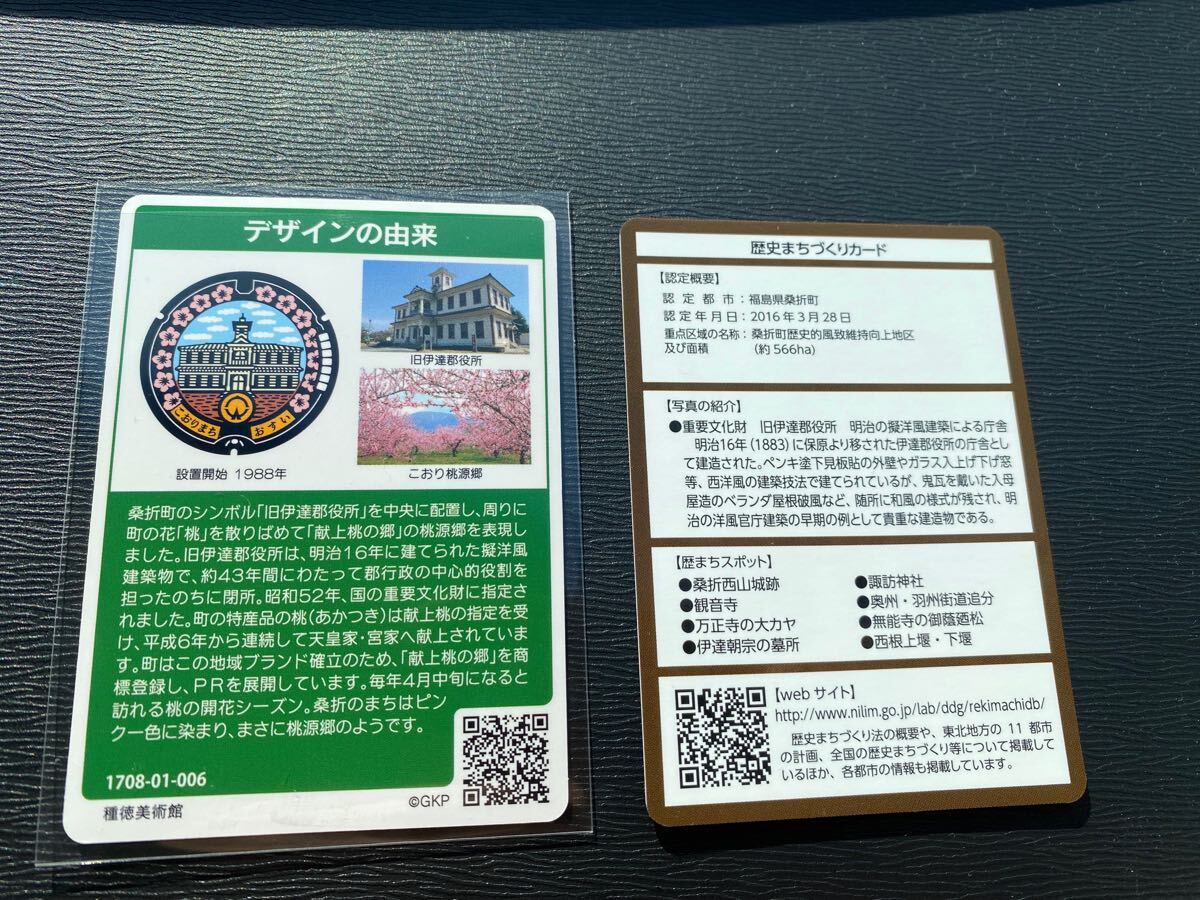 デザインの由来
こおりまち
おすい
設置開始 1988年
旧伊達郡役所
こおり桃源郷
桑折町のシンボル「旧伊達郡役所」を中央に配置し、周りに
町の花「桃」を散りばめて「献上桃の郷」の桃源郷を表現し
ました。旧伊達郡役所は、明治16年に建てられた擬洋風
建築物で、約43年間にわたって郡行政の中心的役割を
担ったのちに閉所。昭和52年、国の重要文化財に指定さ
れました。町の特産品の桃(あかつき)は献上桃の指定を受
け、平成6年から連続して天皇家・宮家へ献上されていま
す。町はこの地域ブランド確立のため、「献上桃の郷」を商
標登録し、PRを展開しています。毎年4月中旬になると
訪れる桃の開花シーズン。桑折のまちはピン
ク一色に染まり、まさに桃源郷のようです。
1708-01-006
種徳美術館
©GKP
歴史まちづくりカード
【認定概要】
認定都市：福島県桑折町
認定年月日：2016年3月28日
重点区域の名称：桑折町歴史的風致維持向上地区
及び面積 (約566ha)
【写真の紹介】
●重要文化財 旧伊達郡役所 明治の擬洋風建築による庁舎
明治16年(1883)に保原より移された伊達郡役所の庁舎とし
て建造された。ペンキ塗下見板貼の外壁やガラス入上げ下げ窓
等、西洋風の建築技法で建てられているが、鬼瓦を戴いた入母
屋造のベランダ屋根破風など、随所に和風の様式が残され、明
治の洋風官庁建築の早期の例として貴重な建造物である。
【歴まちスポット】
●桑折西山城跡
●観音寺
●万正寺の大カヤ
●伊達朝宗の墓所
●諏訪神社
●奥州・羽州街道追分
●無能寺の御蔭廼松
●西根上堰・下堰
【webサイト】
http://www.nilim.go.jp/lab/ddg/rekimachidb/
歴史まちづくり法の概要や、東北地方の11都市
の計画、全国の歴史まちづくり等について掲載して
いるほか、各都市の情報も掲載しています。